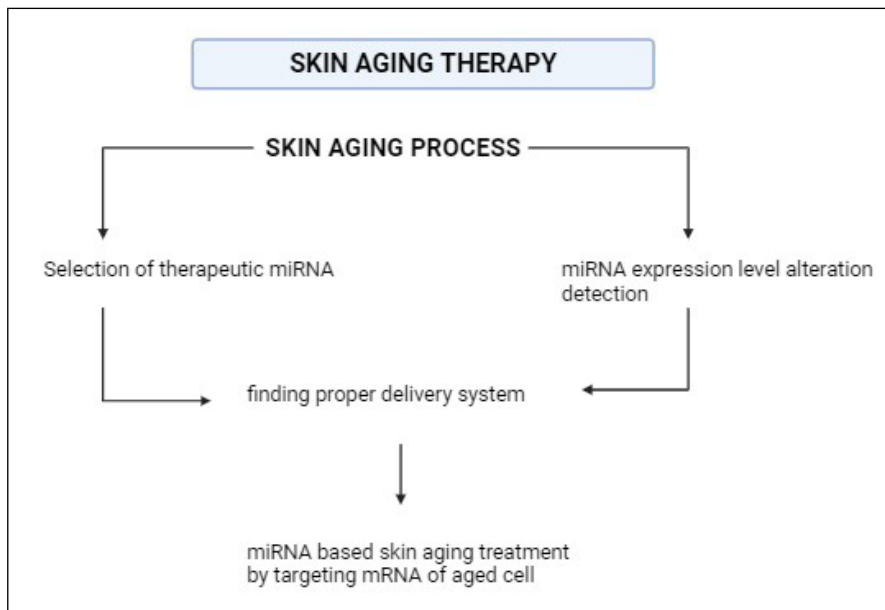 SKIN AGING THERAPY
SKIN AGING PROCESS
Selection of therapeutic miRNA
miRNA expression level alteration
detection
finding proper delivery system
miRNA based skin aging treatment
by targeting mRNA of aged cell